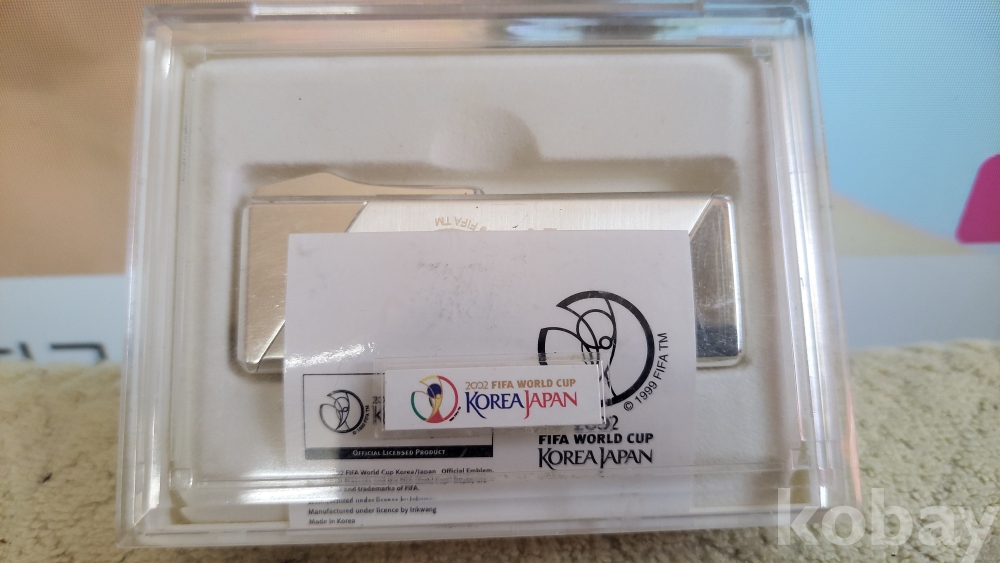 FIFA TM
© 1999 FIFA TM
2002 FIFA WORLD CUP
KOREA JAPAN
2002
FIFA WORLD CUP
KOREA JAPAN
OFFICIAL LICENSED PRODUCT
FIFA World Cup Korea/Japan Official Emblem,
and trademarks of FIFA.
Manufactured under licence by Inkwang
Made in Korea
kobay